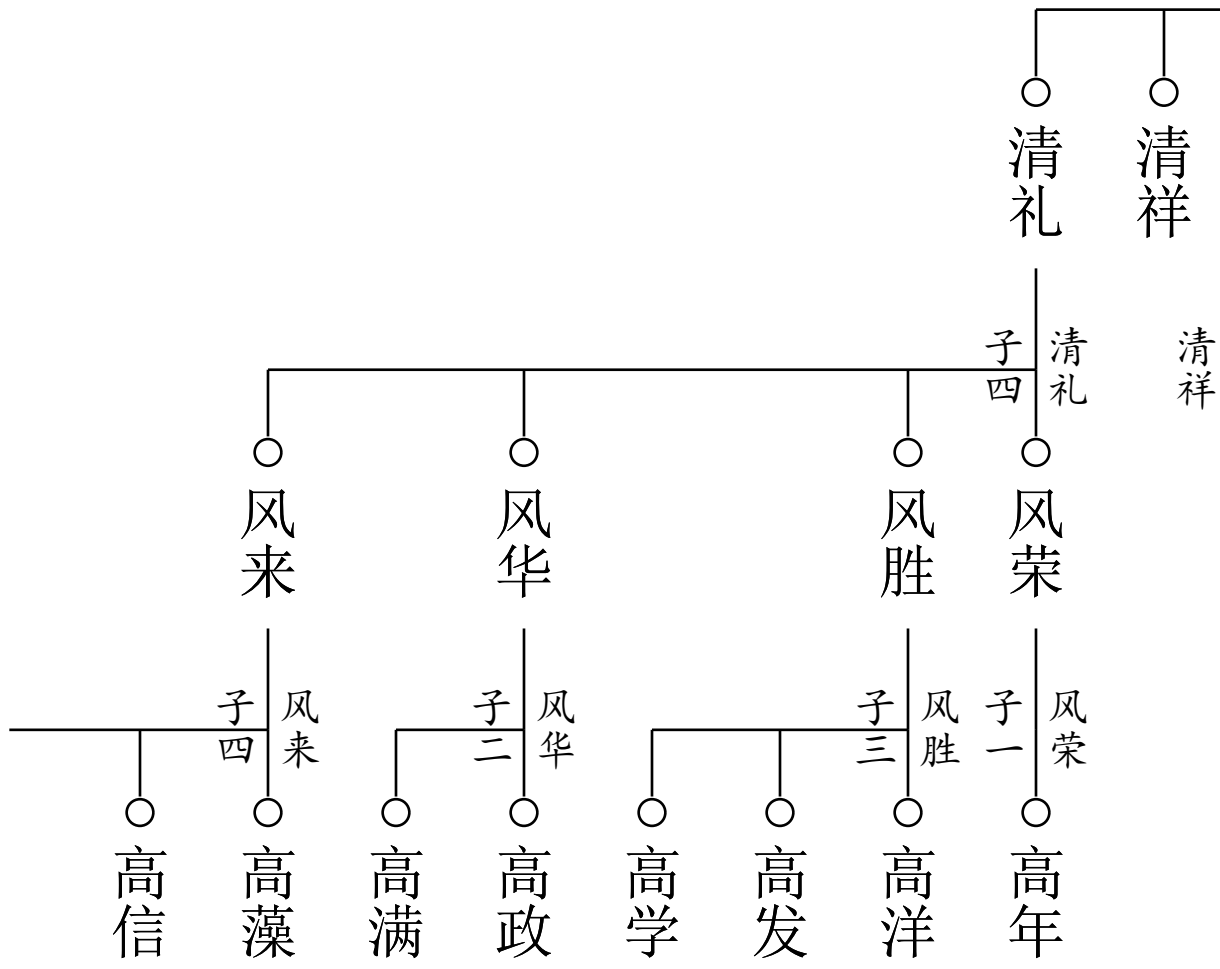 清祥
清礼
清祥
清礼
子四
风荣
风胜
风华
风来
风荣
子一
风胜
子三
风华
子二
风来
子四
高年
高洋
高发
高学
高政
高满
高藻
高信